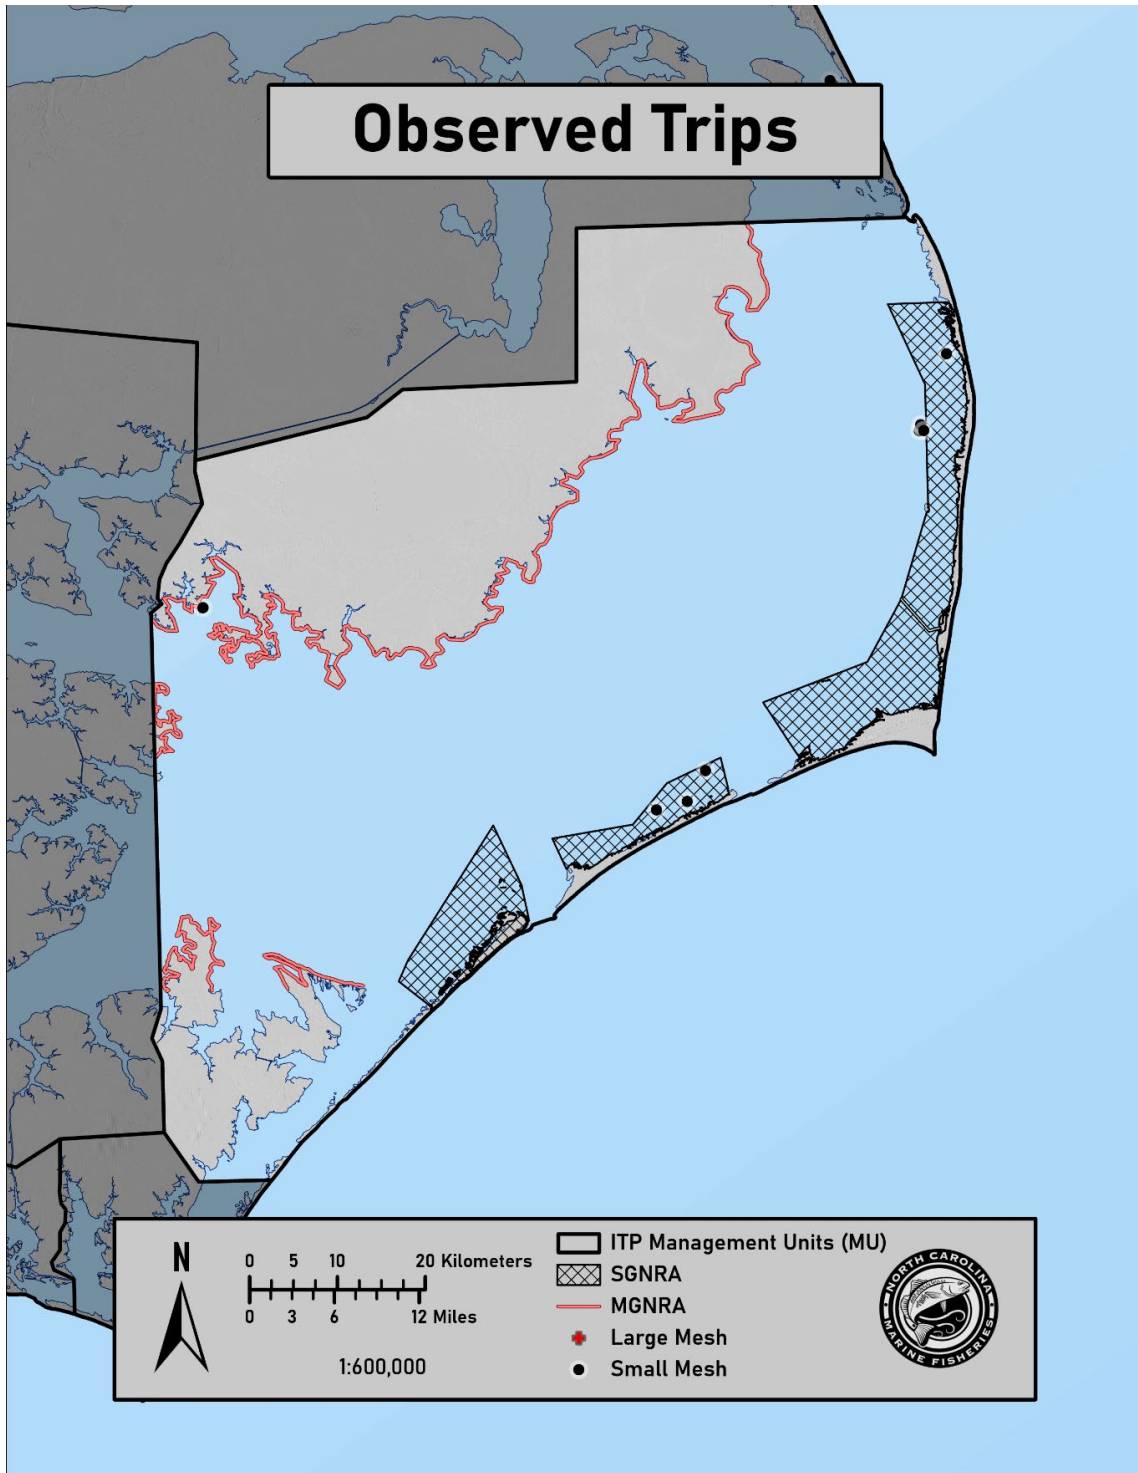 Observed Trips
N
0 5 10 20 Kilometers
0 3 6 12 Miles
1:600,000
ITP Management Units (MU)
SGNRA
MGNRA
Large Mesh
Small Mesh
NORTH CAROLINA
MARINE FISHERIES